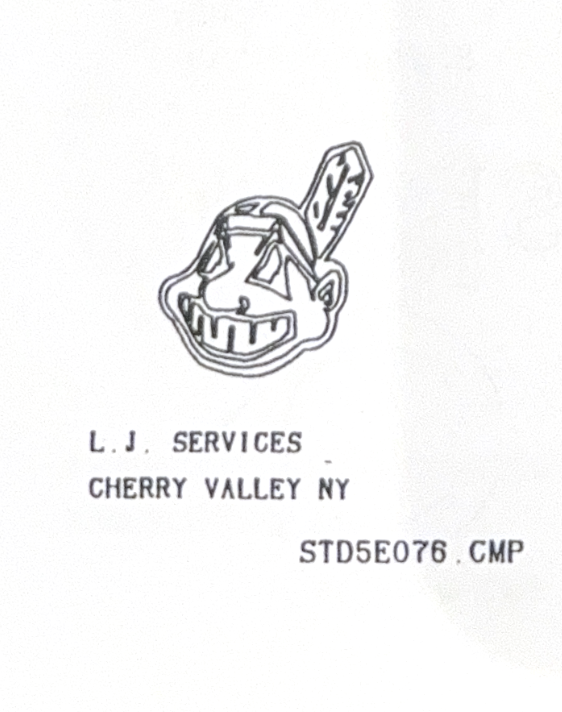 L.J. SERVICES
CHERRY VALLEY NY
STD5E076.CMP